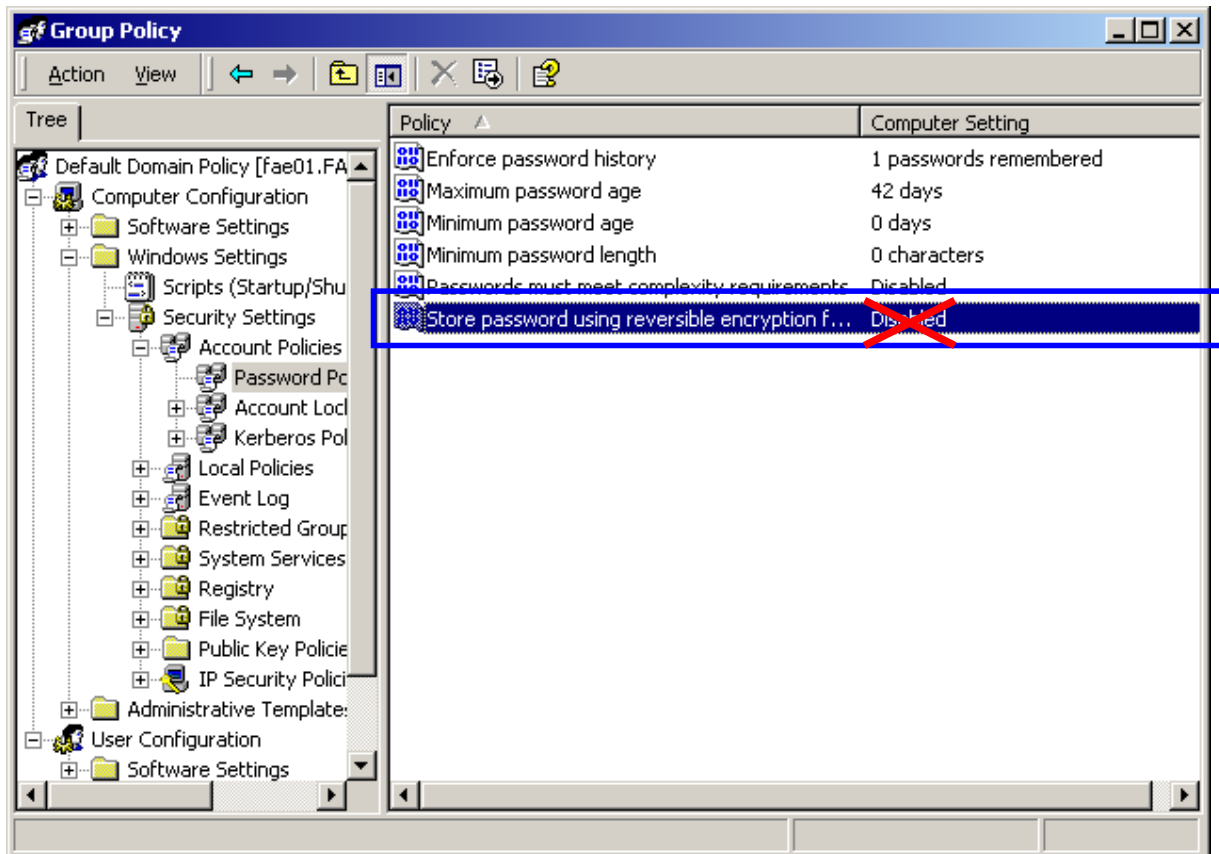 Group Policy
Action View
Tree
Policy Computer Setting
Default Domain Policy [fae01.FA
Computer Configuration
Software Settings
Windows Settings
Scripts (Startup/Shu
Security Settings
Account Policies
Password Po
Account Loc
Kerberos Pol
Local Policies
Event Log
Restricted Group
System Services
Registry
File System
Public Key Policie
IP Security Polici
Administrative Template
User Configuration
Software Settings
Enforce password history 1 passwords remembered
Maximum password age 42 days
Minimum password age 0 days
Minimum password length 0 characters
Passwords must meet complexity requirements Disabled
Store password using reversible encryption f... Disabled